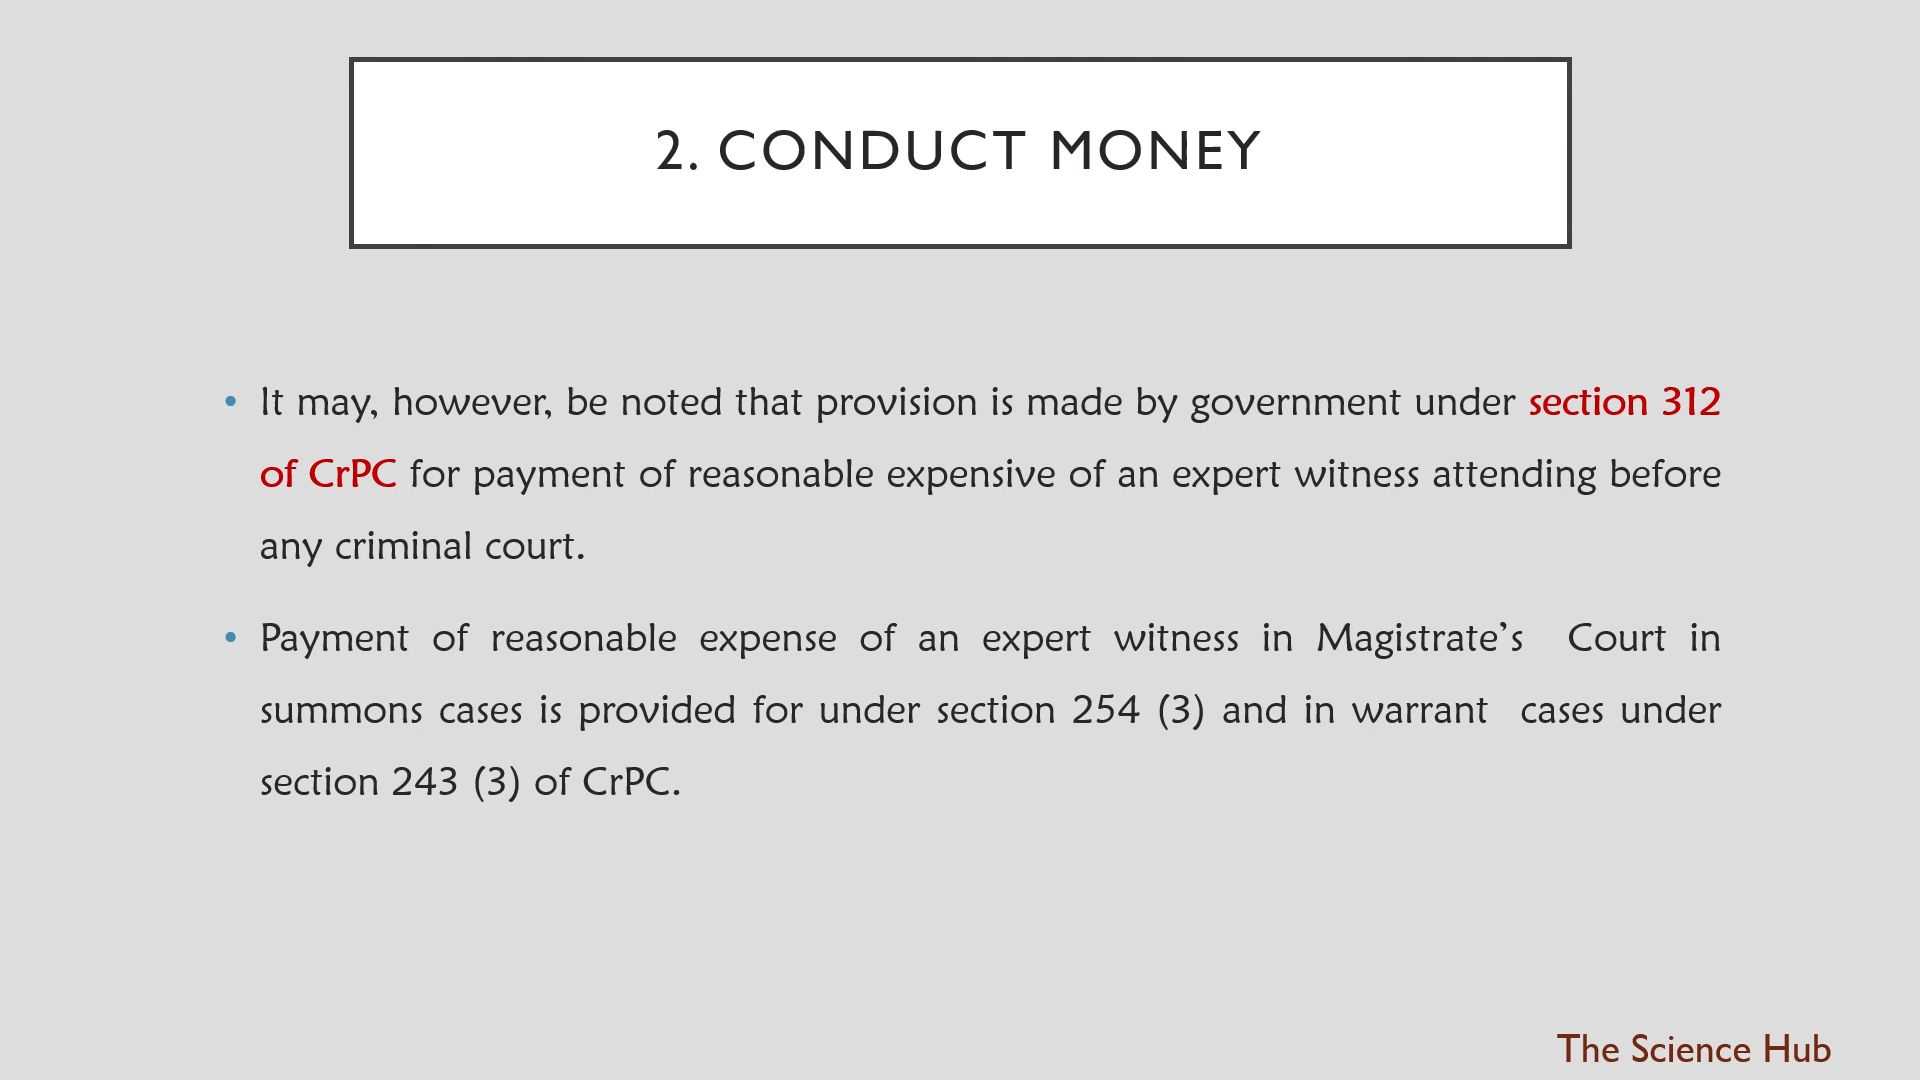 2. CONDUCT MONEY
• It may, however, be noted that provision is made by government under section 312
of CrPC for payment of reasonable expensive of an expert witness attending before
any criminal court.
• Payment of reasonable expense of an expert witness in Magistrate’s Court in
summons cases is provided for under section 254 (3) and in warrant cases under
section 243 (3) of CrPC.
The Science Hub